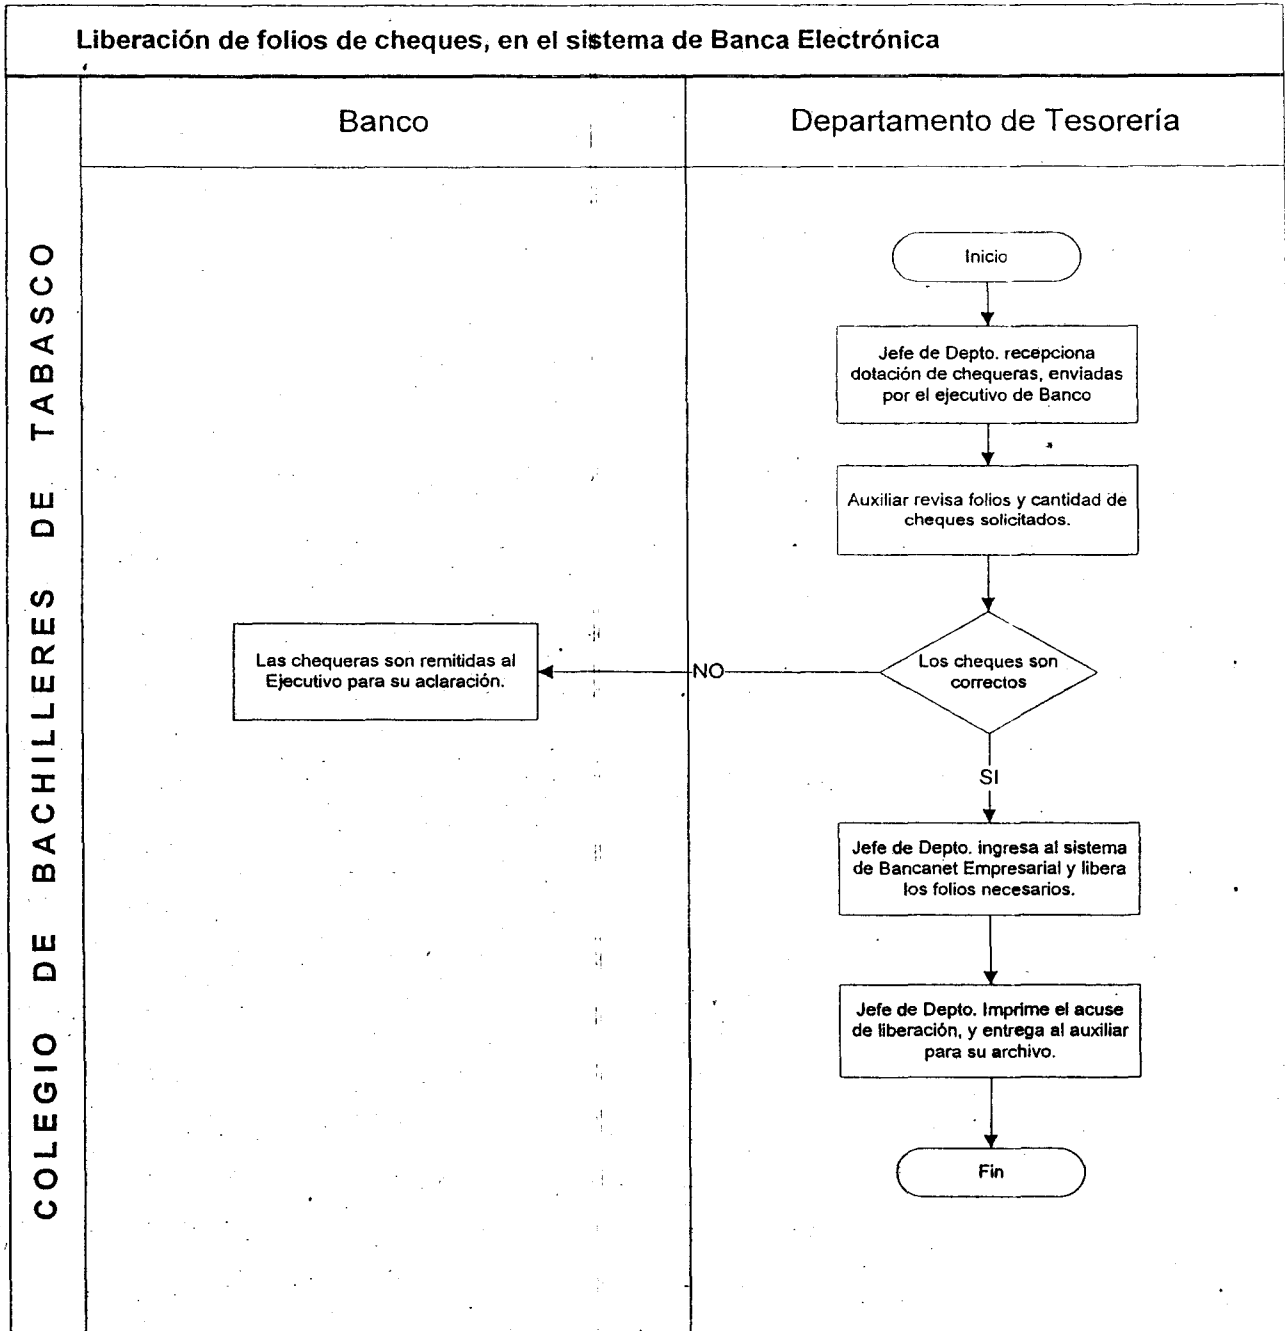 Liberación de folios de cheques, en el sistema de Banca Electrónica
Banco
Departamento de Tesorería
COLEGIO DE BACHILLERES DE TABASCO
Inicio
Jefe de Depto. recepciona
dotación de chequeras, enviadas
por el ejecutivo de Banco
Auxiliar revisa folios y cantidad de
cheques solicitados.
Los cheques son
correctos
NO
Las chequeras son remitidas al
Ejecutivo para su aclaración.
SI
Jefe de Depto. ingresa al sistema
de Bancanet Empresarial y libera
los folios necesarios.
Jefe de Depto. Imprime el acuse
de liberación, y entrega al auxiliar
para su archivo.
Fin